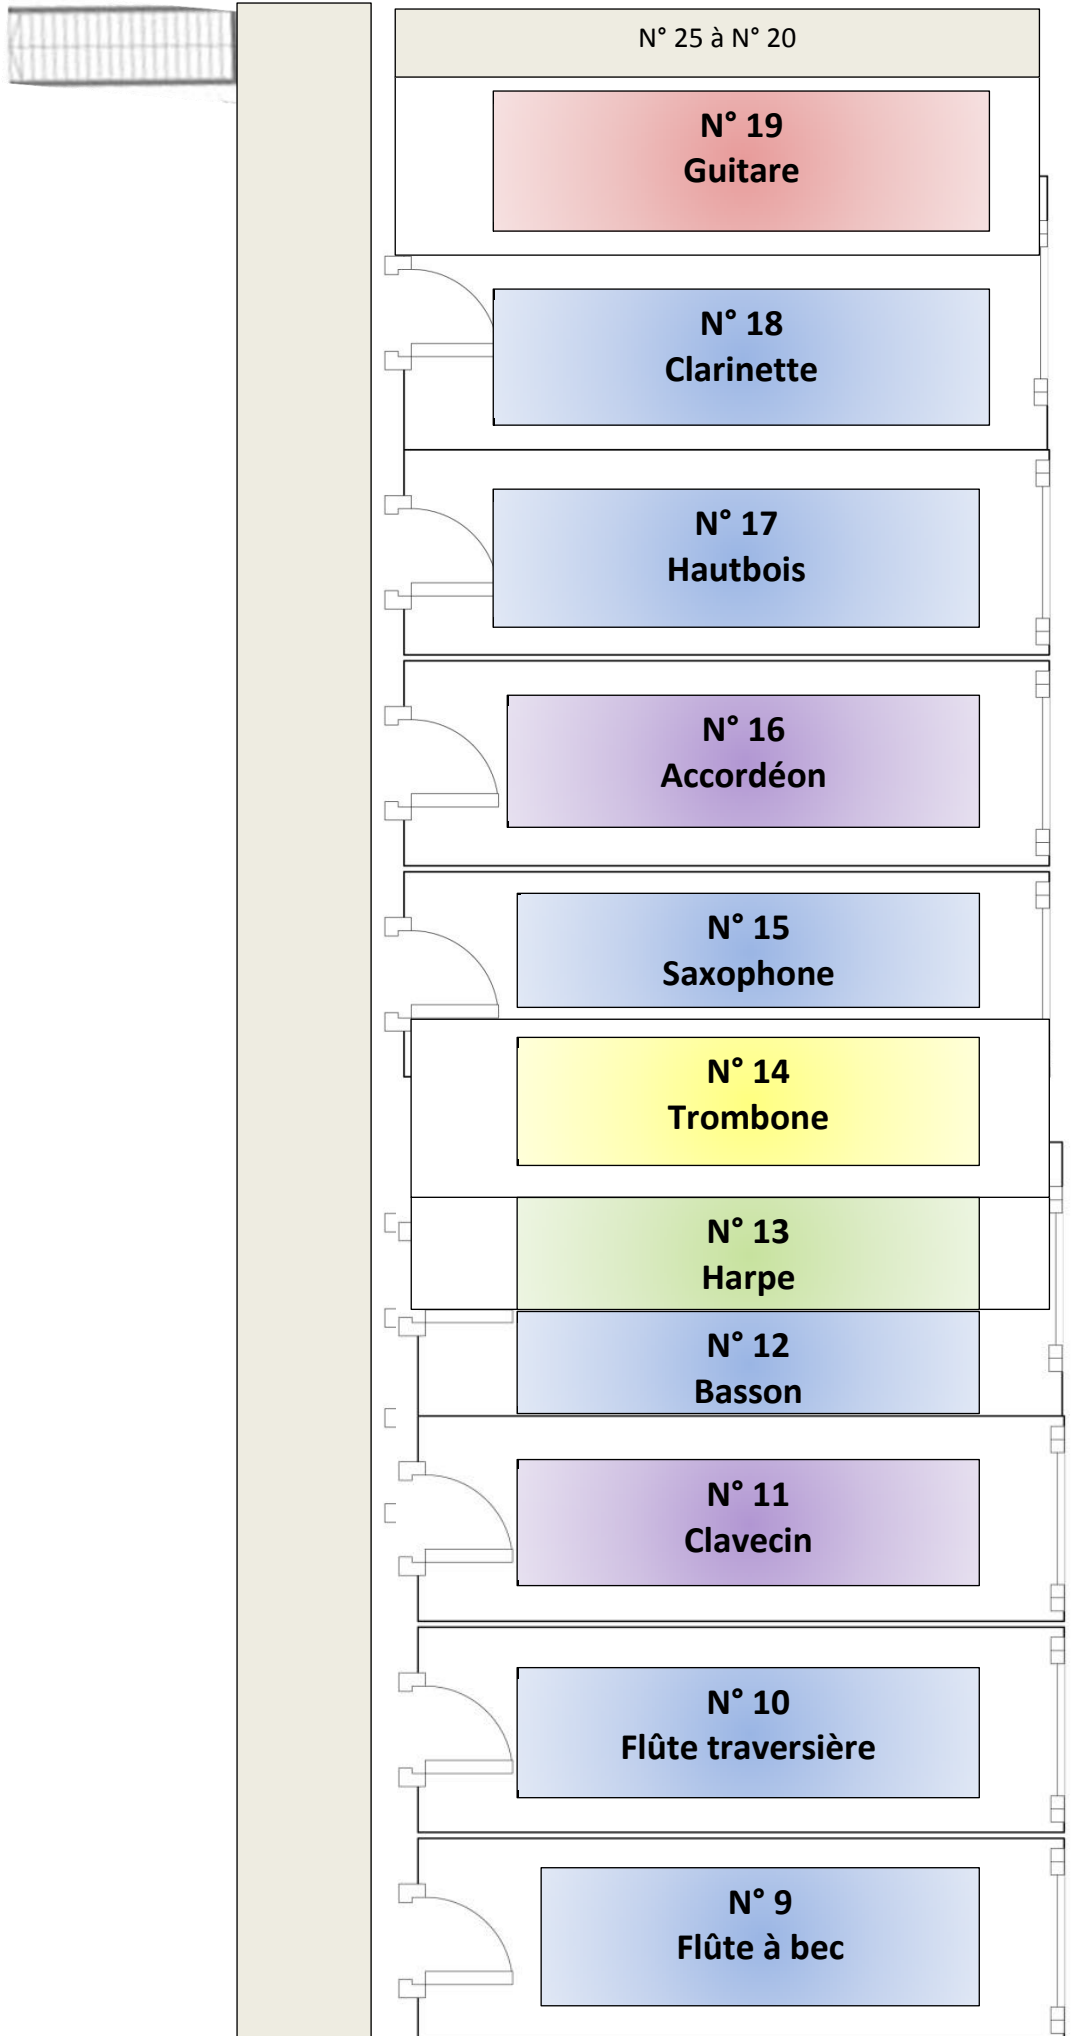 N° 25 à N° 20
N° 19
Guitare
N° 18
Clarinette
N° 17
Hautbois
N° 16
Accordéon
N° 15
Saxophone
N° 14
Trombone
N° 13
Harpe
N° 12
Basson
N° 11
Clavecin
N° 10
Flûte traversière
N° 9
Flûte à bec